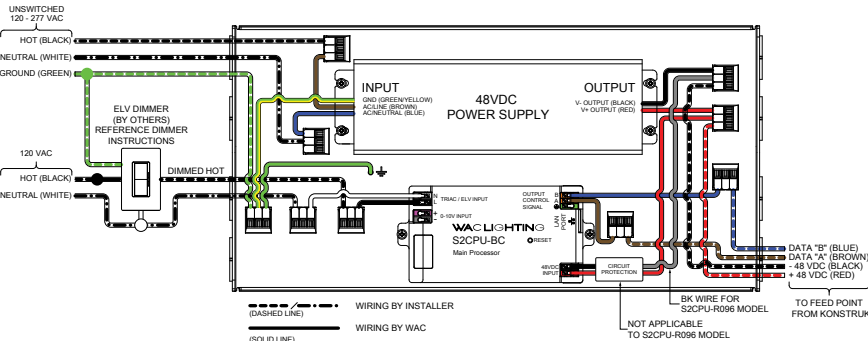 UNSWITCHED
120 - 277 VAC
HOT (BLACK)
NEUTRAL (WHITE)
GROUND (GREEN)
ELV DIMMER
(BY OTHERS)
REFERENCE DIMMER
INSTRUCTIONS
120 VAC
HOT (BLACK)
NEUTRAL (WHITE)
DIMMED HOT
INPUT
GND (GREEN/YELLOW)
AC/LINE (BROWN)
AC/NEUTRAL (BLUE)
48VDC
POWER SUPPLY
OUTPUT
V- OUTPUT (BLACK)
V+ OUTPUT (RED)
N
L
TRIAC / ELV INPUT
+
-
0-10V INPUT
OUTPUT
CONTROL
SIGNAL
B
A
LAN
PORT
WAC LIGHTING
S2CPU-BC
RESET
Main Processor
48VDC
INPUT
CIRCUIT
PROTECTION
DATA "B" (BLUE)
DATA "A" (BROWN)
- 48 VDC (BLACK)
+ 48 VDC (RED)
TO FEED POINT
FROM KONSTRUK
BK WIRE FOR
S2CPU-R096 MODEL
NOT APPLICABLE
TO S2CPU-R096 MODEL
(DASHED LINE)
WIRING BY INSTALLER
(SOLID LINE)
WIRING BY WAC